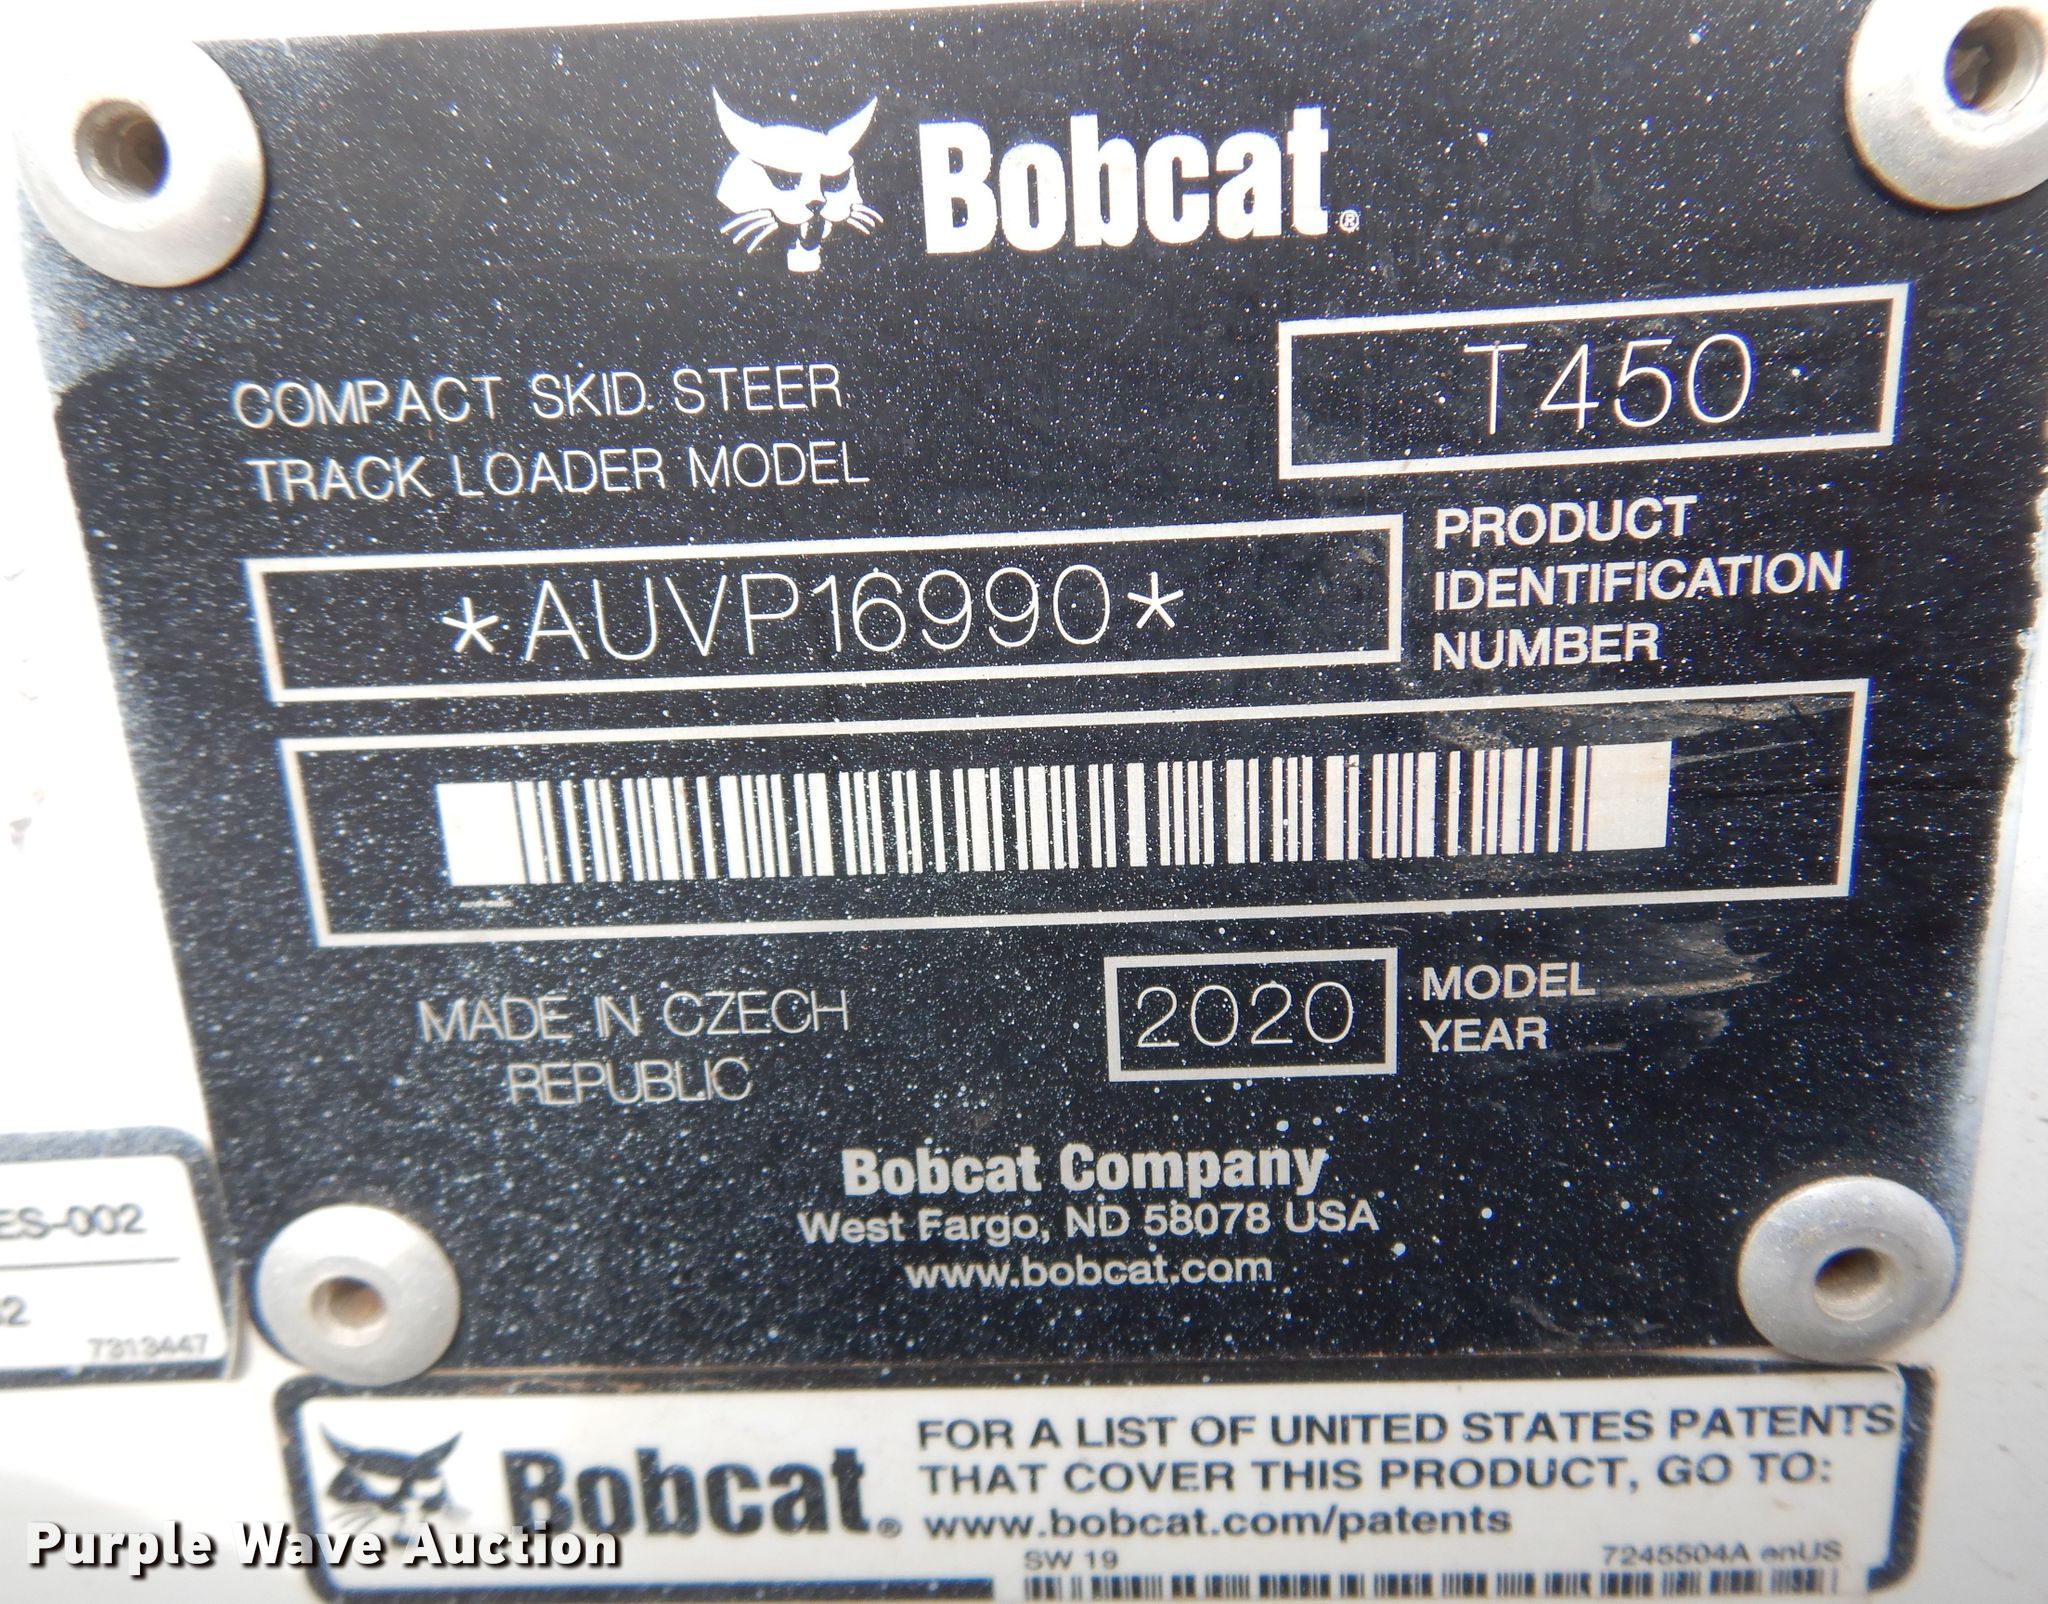 Bobcat®
COMPACT SKID STEER
TRACK LOADER MODEL
T450
*AUVP16990*
PRODUCT
IDENTIFICATION
NUMBER
MADE IN CZECH
REPUBLIC
2020
MODEL
YEAR
Bobcat Company
West Fargo, ND 58078 USA
www.bobcat.com
ES-002
7313447
Bobcat®
FOR A LIST OF UNITED STATES PATENTS
THAT COVER THIS PRODUCT, GO TO:
www.bobcat.com/patents
SW 19
7245504A enUS
Purple Wave Auction